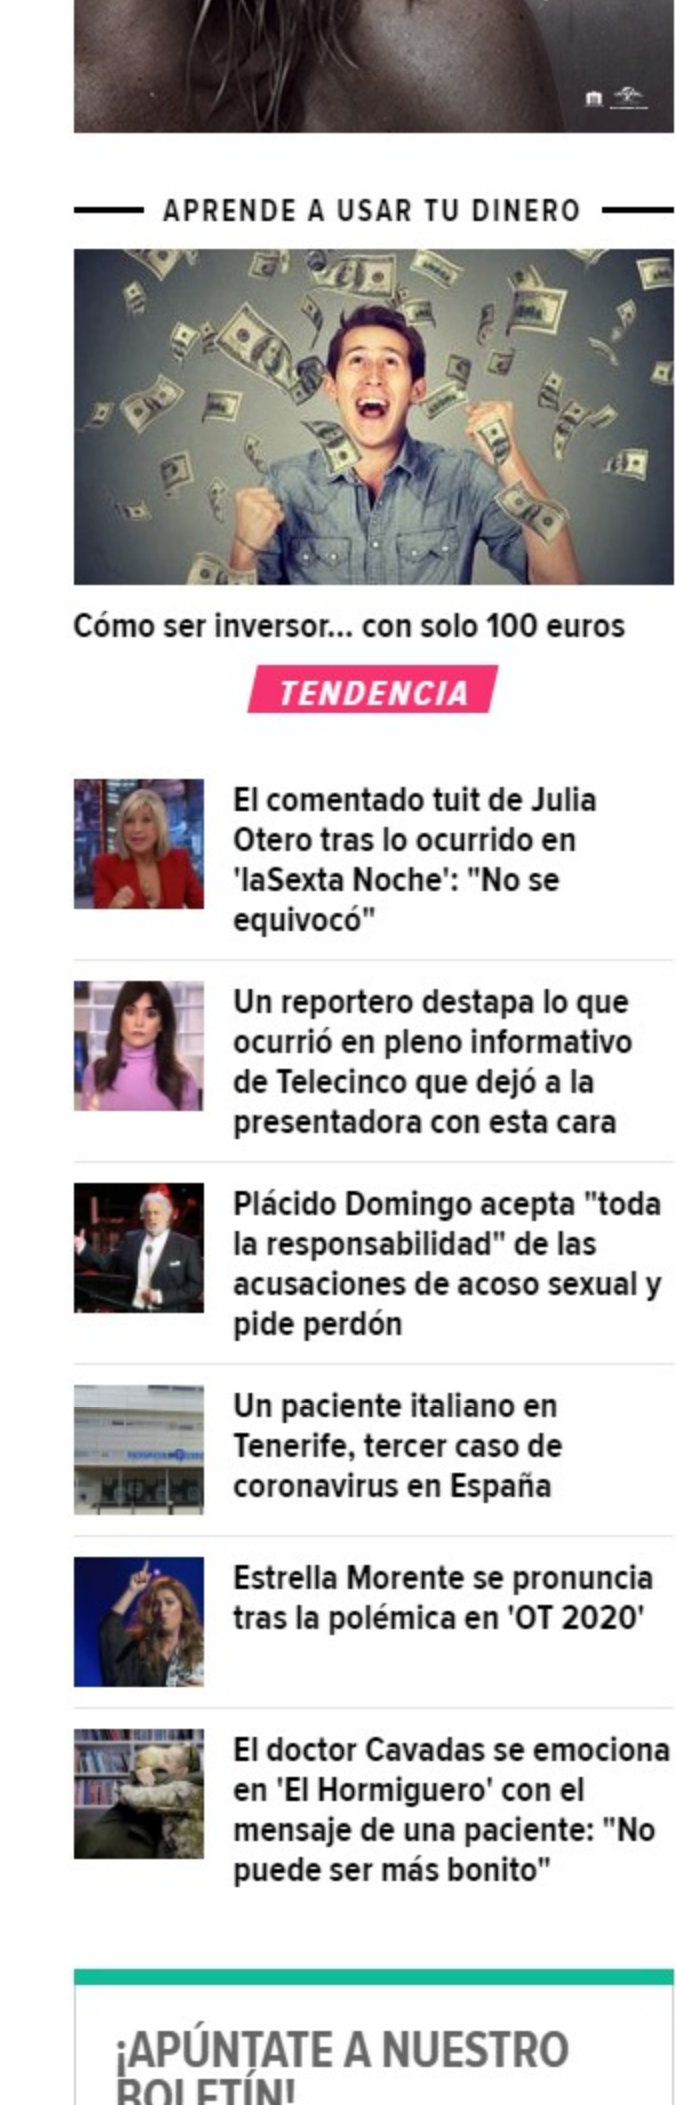 APRENDE A USAR TU DINERO
Cómo ser inversor... con solo 100 euros
TENDENCIA
El comentado tuit de Julia
Otero tras lo ocurrido en
'laSexta Noche': "No se
equivocó"
Un reportero destapa lo que
ocurrió en pleno informativo
de Telecinco que dejó a la
presentadora con esta cara
Plácido Domingo acepta "toda
la responsabilidad" de las
acusaciones de acoso sexual y
pide perdón
Un paciente italiano en
Tenerife, tercer caso de
coronavirus en España
Estrella Morente se pronuncia
tras la polémica en 'OT 2020'
El doctor Cavadas se emociona
en 'El Hormiguero' con el
mensaje de una paciente: "No
puede ser más bonito"
¡APÚNTATE A NUESTRO
BOLETÍN!